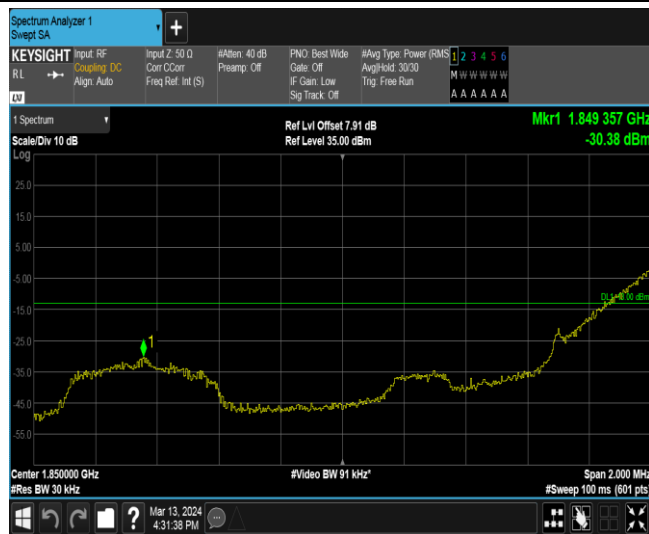 Spectrum Analyzer 1
Swept SA
+
KEYSIGHT
RL
Input: RF
Coupling: DC
Align: Auto
Input Z: 50 Ω
Corr CCorr
Freq Ref: Int (S)
#Atten: 40 dB
Preamp: Off
PNO: Best Wide
Gate: Off
IF Gain: Low
Sig Track: Off
#Avg Type: Power (RMS
Avg|Hold: 30/30
Trig: Free Run
1 2 3 4 5 6
M W W W W W
A A A A A A
LXI
1 Spectrum
Scale/Div 10 dB
Ref Lvl Offset 7.91 dB
Ref Level 35.00 dBm
Mkr1 1.849 357 GHz
-30.38 dBm
Log
25.0
15.0
5.00
-5.00
-15.0
-25.0
-35.0
-45.0
-55.0
1
Center 1.850000 GHz
#Res BW 30 kHz
#Video BW 91 kHz*
Span 2.000 MHz
#Sweep 100 ms (601 pts)
?
Mar 13, 2024
4:31:38 PM